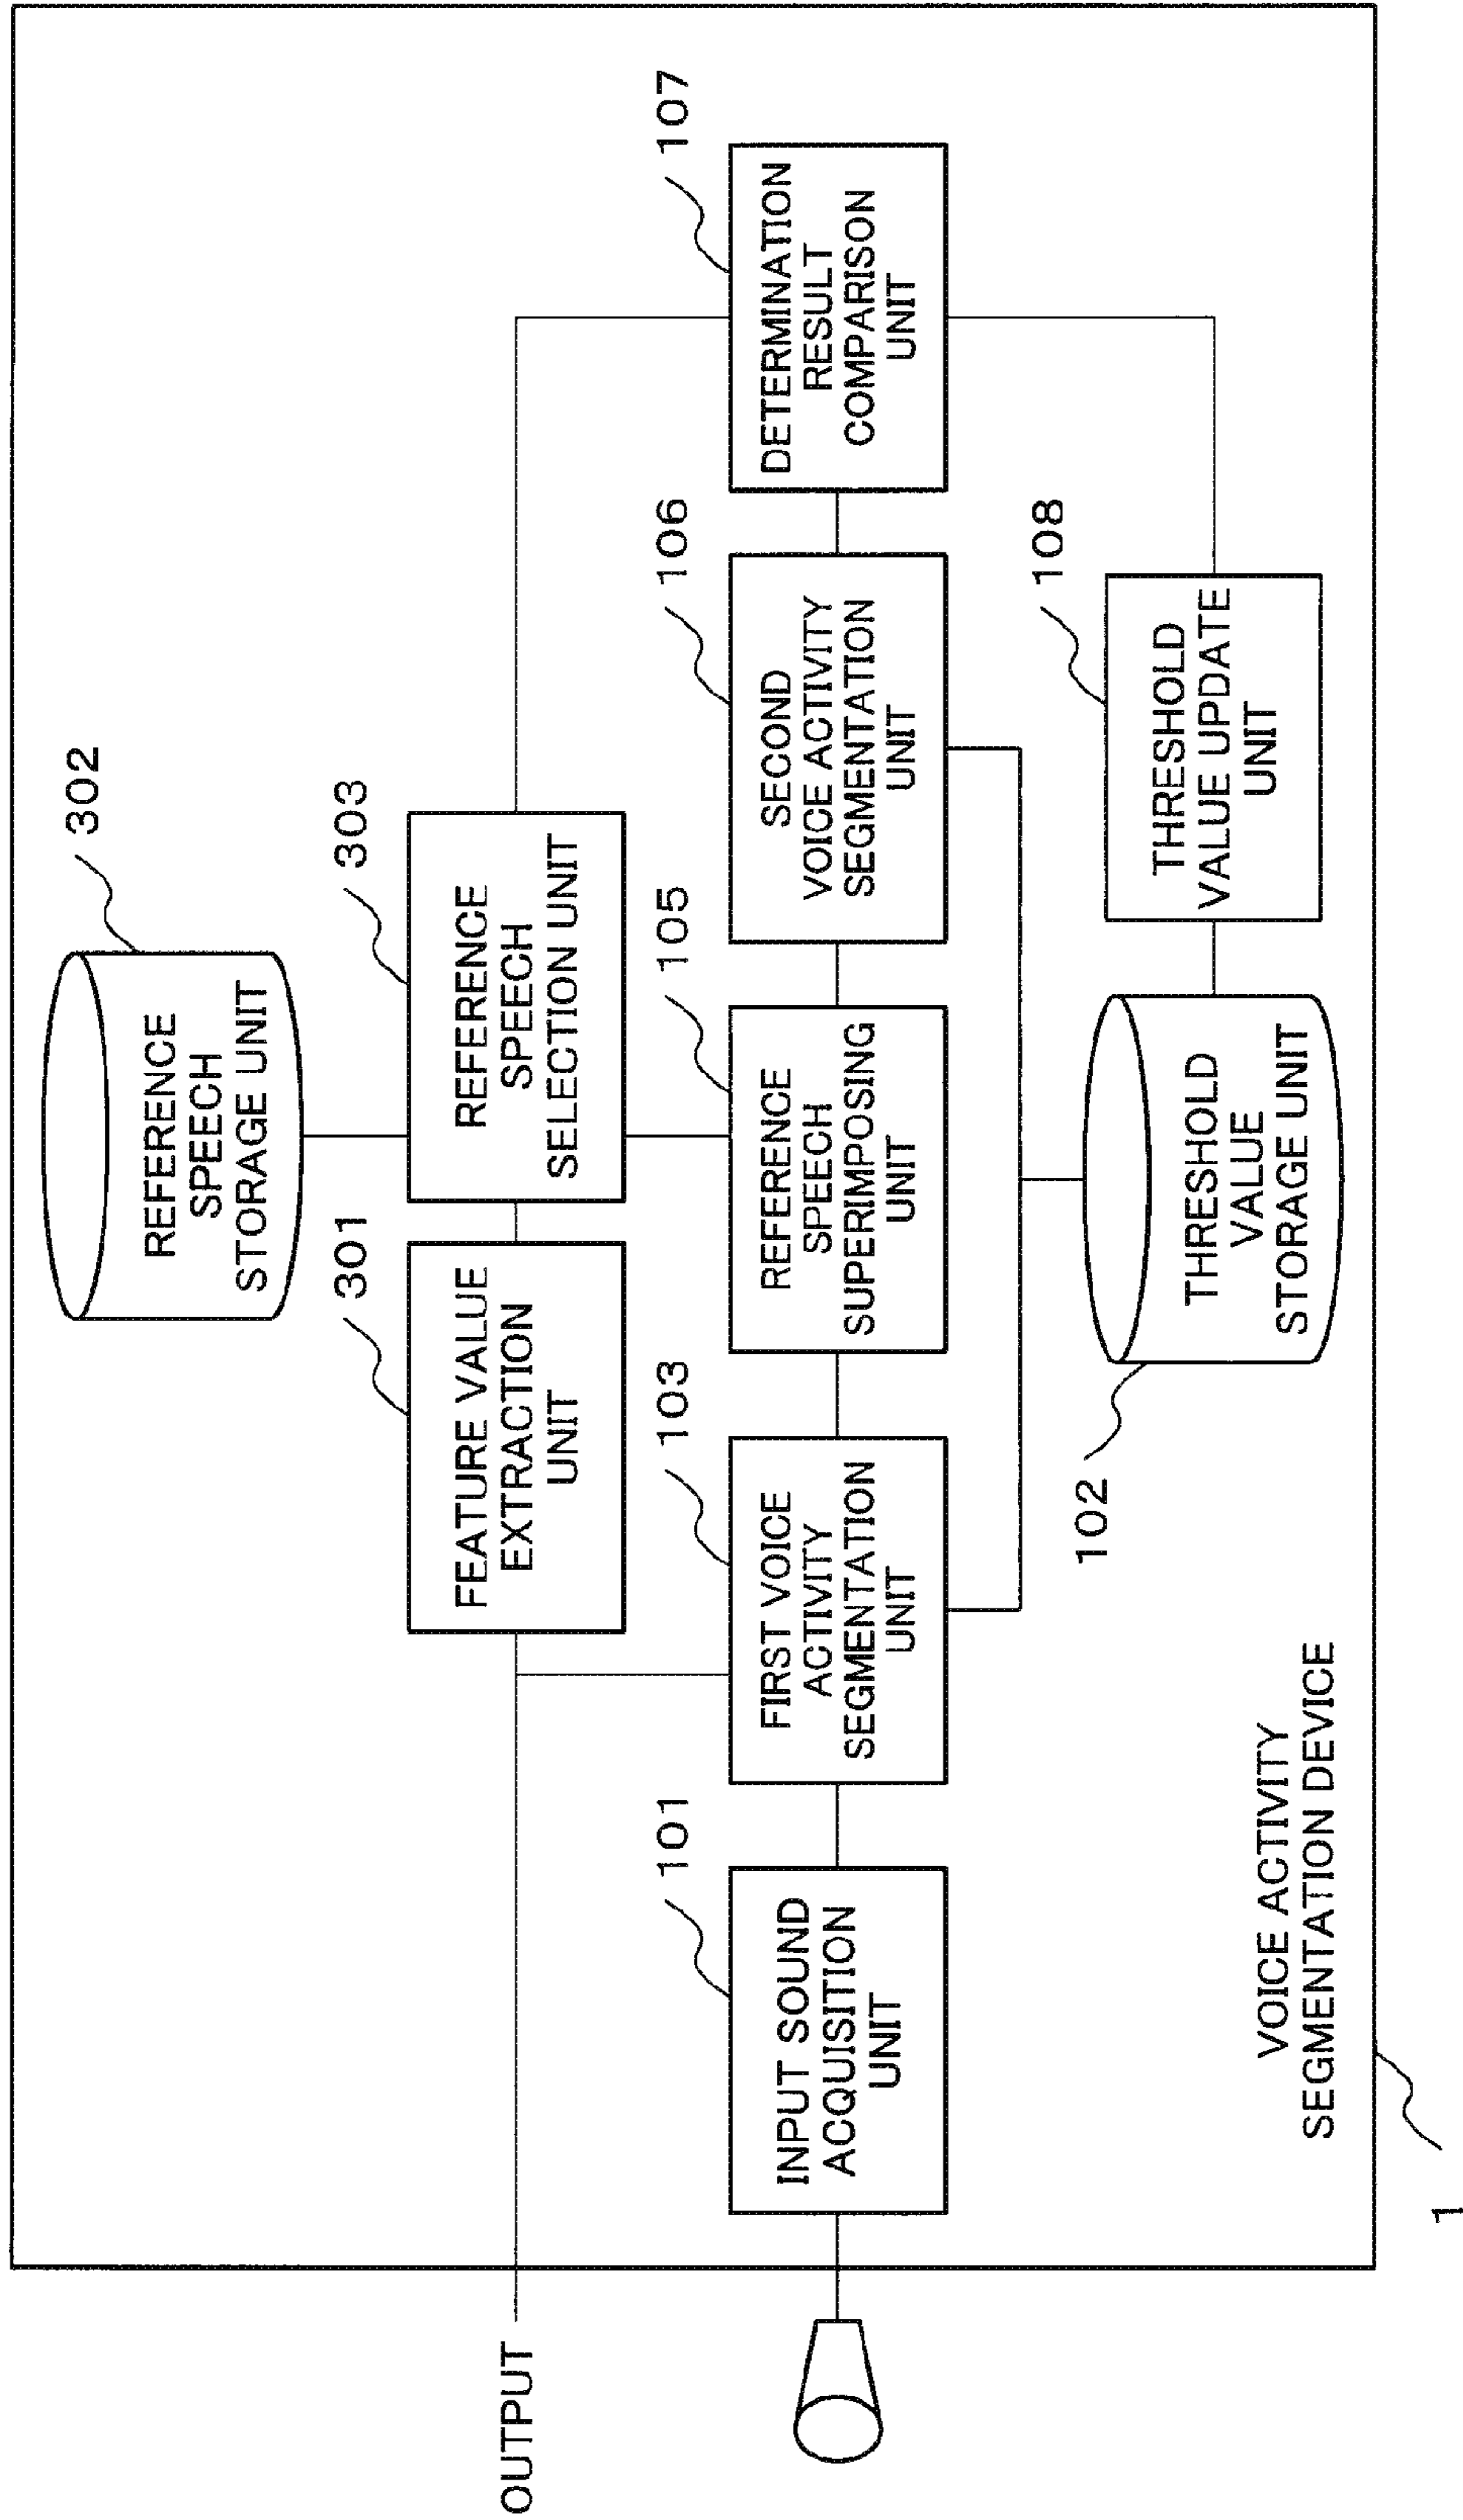 302
REFERENCE
SPEECH
STORAGE UNIT
301
FEATURE VALUE
EXTRACTION
UNIT
303
REFERENCE
SPEECH
SELECTION UNIT
OUTPUT
101
INPUT SOUND
ACQUISITION
UNIT
103
FIRST VOICE
ACTIVITY
SEGMENTATION
UNIT
105
REFERENCE
SPEECH
SUPERIMPOSING
UNIT
106
SECOND
VOICE ACTIVITY
SEGMENTATION
UNIT
107
DETERMINATION
RESULT
COMPARISON
UNIT
102
THRESHOLD
VALUE
STORAGE UNIT
108
THRESHOLD
VALUE UPDATE
UNIT
VOICE ACTIVITY
SEGMENTATION DEVICE
1